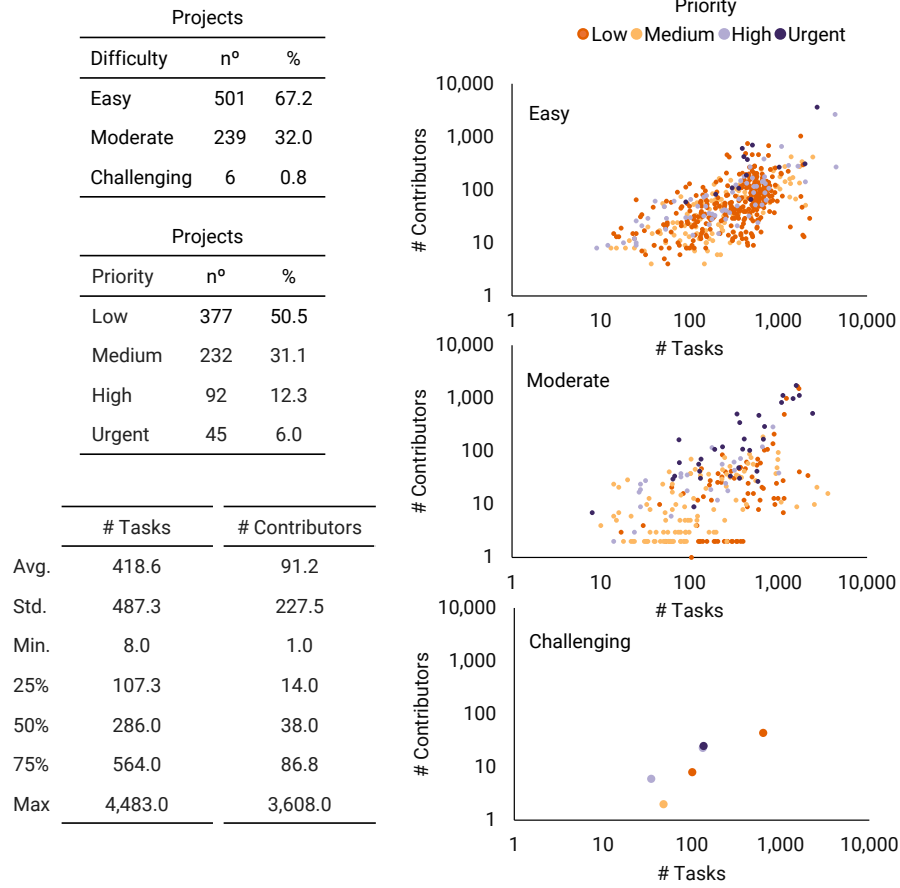 Projects
Difficulty nº %
Easy 501 67.2
Moderate 239 32.0
Challenging 6 0.8
Projects
Priority nº %
Low 377 50.5
Medium 232 31.1
High 92 12.3
Urgent 45 6.0
# Tasks # Contributors
Avg. 418.6 91.2
Std. 487.3 227.5
Min. 8.0 1.0
25% 107.3 14.0
50% 286.0 38.0
75% 564.0 86.8
Max 4,483.0 3,608.0
Priority
Low Medium High Urgent
Easy
# Contributors
10,000
1,000
100
10
1
1 10 100 1,000 10,000
# Tasks
Moderate
# Contributors
10,000
1,000
100
10
1
1 10 100 1,000 10,000
# Tasks
Challenging
# Contributors
10,000
1,000
100
10
1
1 10 100 1,000 10,000
# Tasks